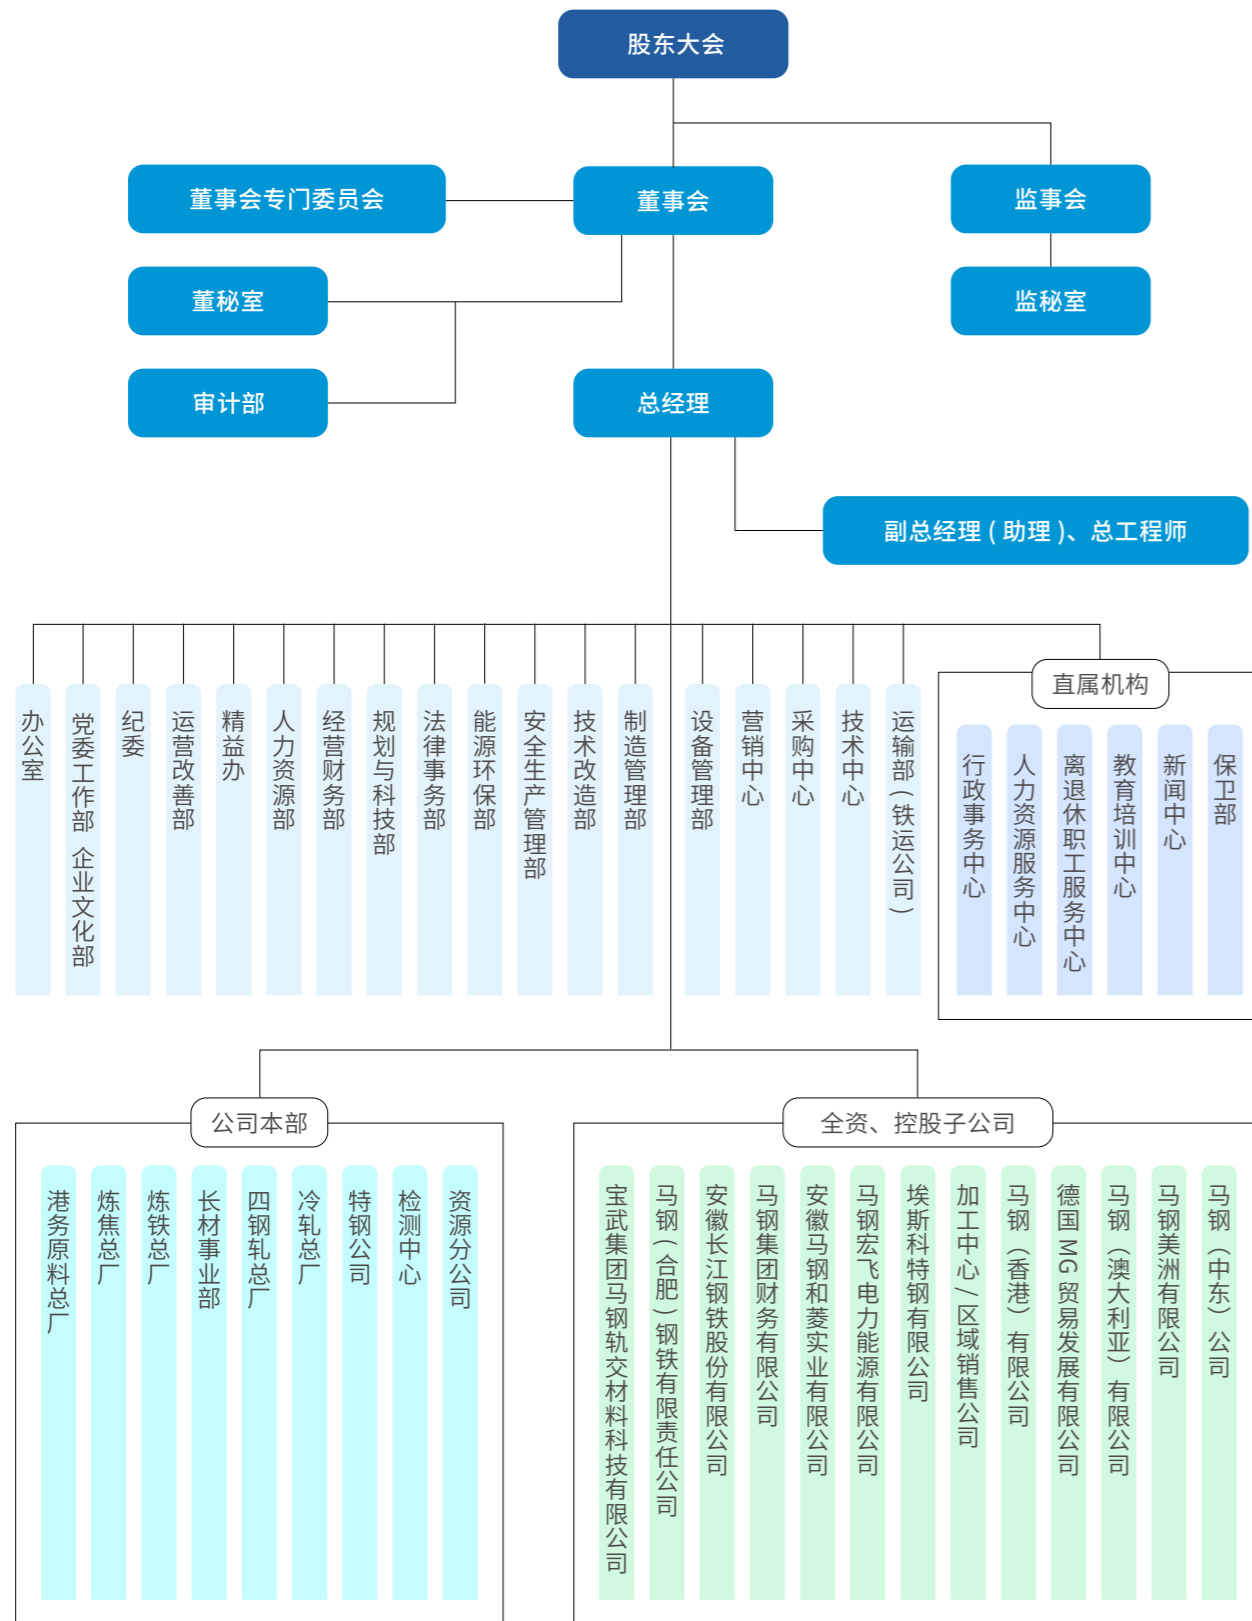 股东大会
董事会专门委员会
董事会
监事会
董秘室
监秘室
审计部
总经理
副总经理 ( 助理 )、总工程师
办公室
党委工作部 企业文化部
纪委
运营改善部
精益办
人力资源部
经营财务部
规划与科技部
法律事务部
能源环保部
安全生产管理部
技术改造部
制造管理部
设备管理部
营销中心
采购中心
技术中心
运输部（铁运公司）
直属机构
行政事务中心
人力资源服务中心
离退休职工服务中心
教育培训中心
新闻中心
保卫部
公司本部
港务原料总厂
炼焦总厂
炼铁总厂
长材事业部
四钢轧总厂
冷轧总厂
特钢公司
检测中心
资源分公司
全资、控股子公司
宝武集团马钢轨交材料科技有限公司
马钢（合肥）钢铁有限责任公司
安徽长江钢铁股份有限公司
马钢集团财务有限公司
安徽马钢和菱实业有限公司
马钢宏飞电力能源有限公司
埃斯科特钢有限公司
加工中心 / 区域销售公司
马钢（香港）有限公司
德国 MG 贸易发展有限公司
马钢（澳大利亚）有限公司
马钢美洲有限公司
马钢（中东）公司